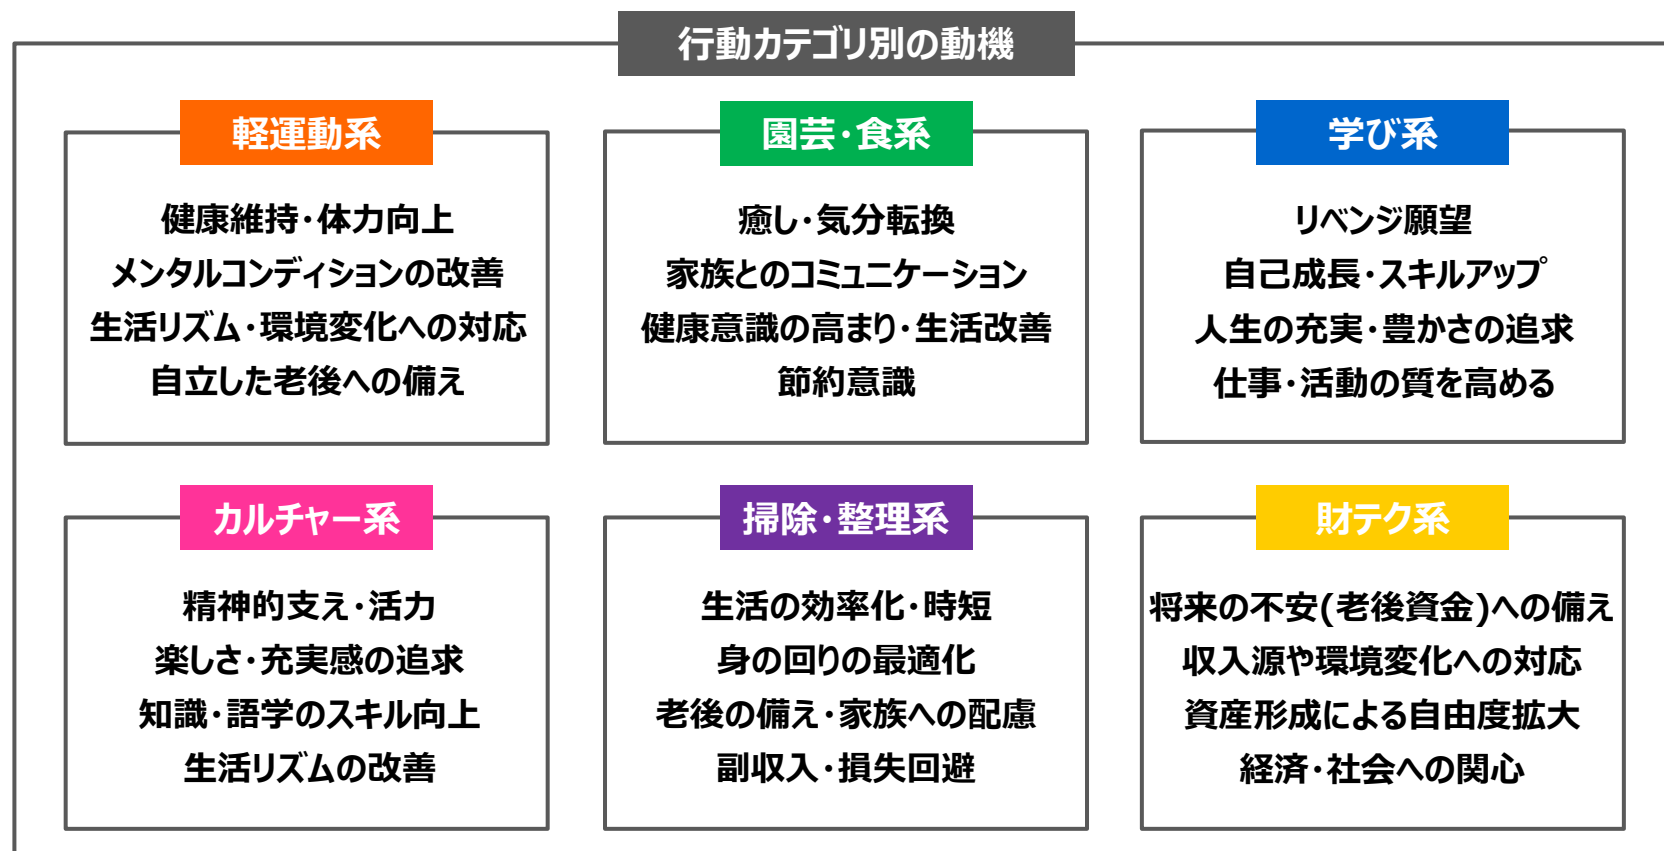 行動カテゴリ別の動機
軽運動系
健康維持・体力向上
メンタルコンディションの改善
生活リズム・環境変化への対応
自立した老後への備え
園芸・食系
癒し・気分転換
家族とのコミュニケーション
健康意識の高まり・生活改善
節約意識
学び系
リベンジ願望
自己成長・スキルアップ
人生の充実・豊かさの追求
仕事・活動の質を高める
カルチャー系
精神的支え・活力
楽しさ・充実感の追求
知識・語学のスキル向上
生活リズムの改善
掃除・整理系
生活の効率化・時短
身の回りの最適化
老後の備え・家族への配慮
副収入・損失回避
財テク系
将来の不安(老後資金)への備え
収入源や環境変化への対応
資産形成による自由度拡大
経済・社会への関心